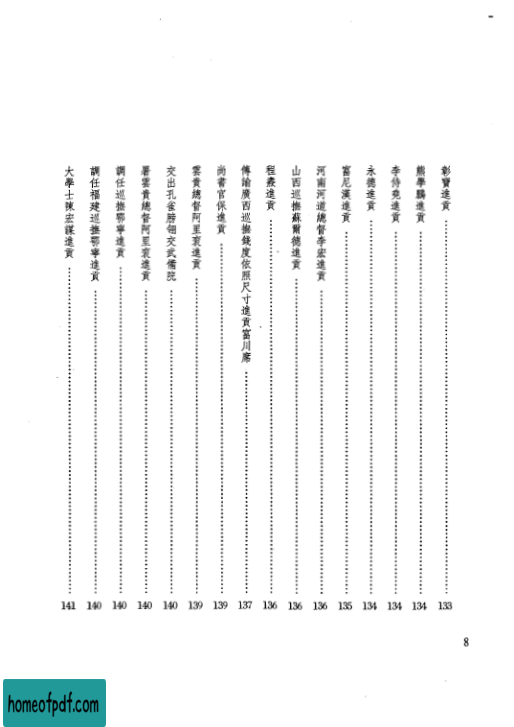 彰寶進貢 133
熊學鵬進貢 134
李侍堯進貢 134
永德進貢 134
富尼漢進貢 135
河南河道總督李宏進貢 136
山西巡撫蘇爾德進貢 136
程燾進貢 136
傳諭廣西巡撫錢度依照尺寸進貢富川席 137
尚書官保進貢 139
雲貴總督阿里袞進貢 139
交出孔雀翎翎交武備院 140
署雲貴總督阿里袞進貢 140
調任巡撫鄂寧進貢 140
調任福建巡撫鄂寧進貢 140
大學士陳宏謀進貢 141
8
homeofpdf.com